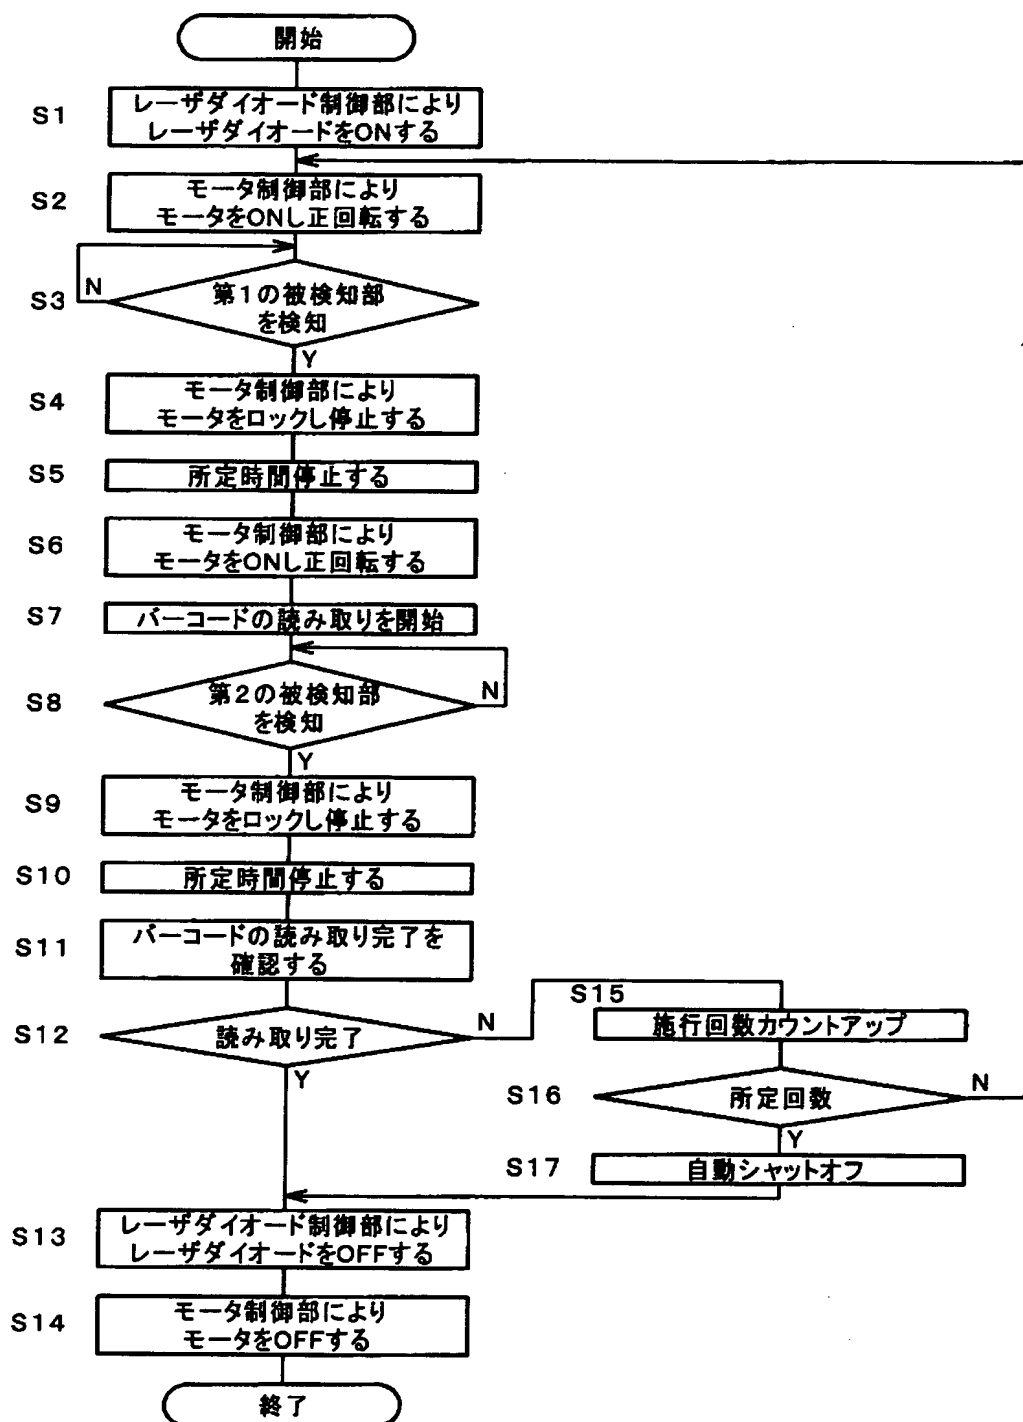 開始
S1
レーザダイオード制御部により
レーザダイオードをONする
S2
モータ制御部により
モータをONし正回転する
S3
N
第1の被検知部
を検知
Y
S4
モータ制御部により
モータをロックし停止する
S5
所定時間停止する
S6
モータ制御部により
モータをONし正回転する
S7
バーコードの読み取りを開始
S8
第2の被検知部
を検知
N
Y
S9
モータ制御部により
モータをロックし停止する
S10
所定時間停止する
S11
バーコードの読み取り完了を
確認する
S12
読み取り完了
N
Y
S15
施行回数カウントアップ
S16
所定回数
N
Y
S17
自動シャットオフ
S13
レーザダイオード制御部により
レーザダイオードをOFFする
S14
モータ制御部により
モータをOFFする
終了